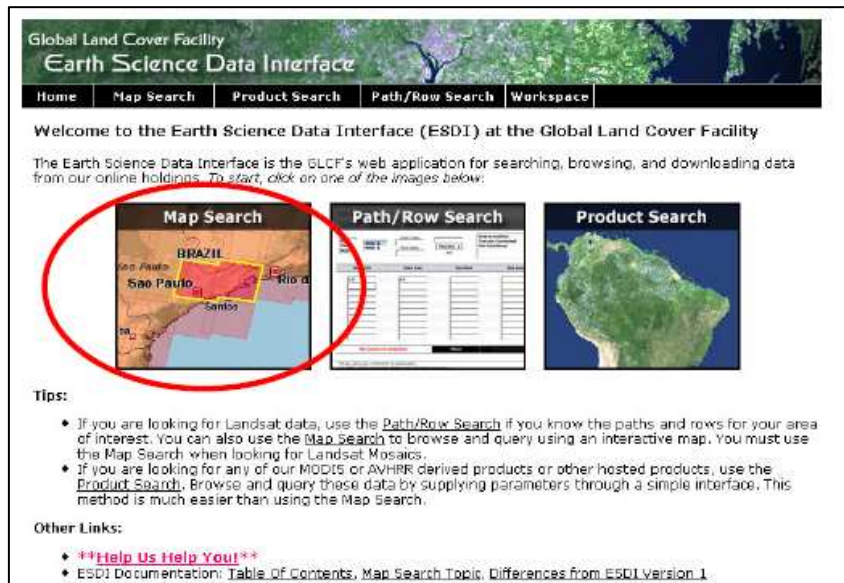 Global Land Cover Facility
Earth Science Data Interface
Home Map Search Product Search Path/Row Search Workspace
Welcome to the Earth Science Data Interface (ESDI) at the Global Land Cover Facility
The Earth Science Data Interface is the GLCF's web application for searching, browsing, and downloading data
from our online holdings. To start, click on one of the images below:
Map Search Path/Row Search Product Search
BRAZIL
Sao Paulo
Sao Paulo Rio d
Santos
Tips:
• If you are looking for Landsat data, use the Path/Row Search if you know the paths and rows for your area
of interest. You can also use the Map Search to browse and query using an interactive map. You must use
the Map Search when looking for Landsat Mosaics.
• If you are looking for any of our MODIS or AVHRR derived products or other hosted products, use the
Product Search. Browse and query these data by supplying parameters through a simple interface. This
method is much easier than using the Map Search.
Other Links:
• **Help Us Help You!**
• ESDI Documentation: Table Of Contents, Map Search Topic, Differences from ESDI Version 1